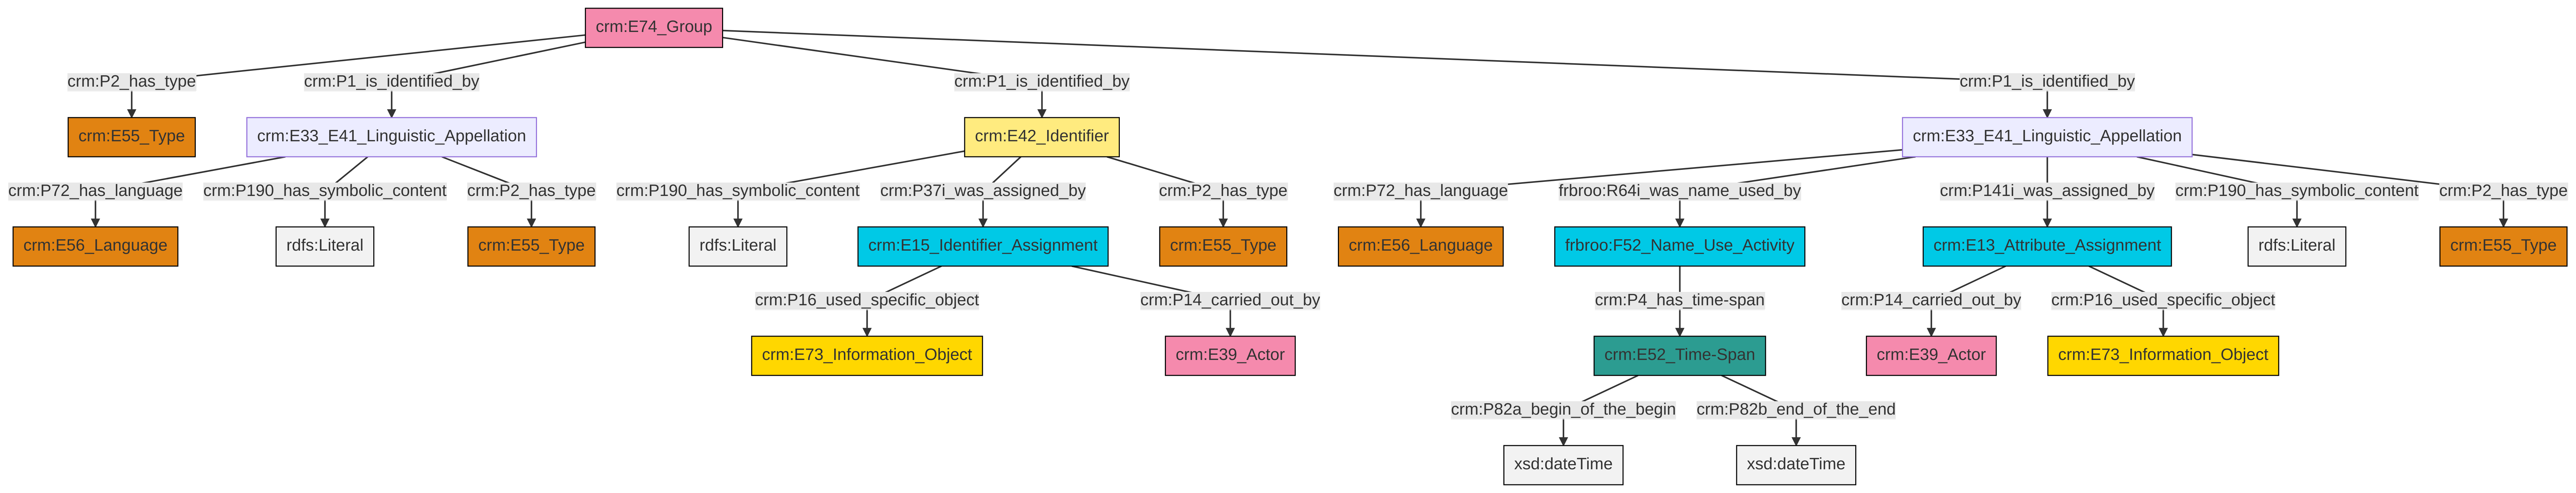 crm:E74_Group
crm:P2_has_type
crm:P1_is_identified_by
crm:P1_is_identified_by
crm:P1_is_identified_by
crm:E55_Type
crm:E33_E41_Linguistic_Appellation
crm:E42_Identifier
crm:E33_E41_Linguistic_Appellation
crm:P72_has_language
crm:P190_has_symbolic_content
crm:P2_has_type
crm:P190_has_symbolic_content
crm:P37i_was_assigned_by
crm:P2_has_type
crm:P72_has_language
frbroo:R64i_was_name_used_by
crm:P141i_was_assigned_by
crm:P190_has_symbolic_content
crm:P2_has_type
crm:E56_Language
rdfs:Literal
crm:E55_Type
rdfs:Literal
crm:E15_Identifier_Assignment
crm:E55_Type
crm:E56_Language
frbroo:F52_Name_Use_Activity
crm:E13_Attribute_Assignment
rdfs:Literal
crm:E55_Type
crm:P16_used_specific_object
crm:P14_carried_out_by
crm:P4_has_time-span
crm:P14_carried_out_by
crm:P16_used_specific_object
crm:E73_Information_Object
crm:E39_Actor
crm:E52_Time-Span
crm:E39_Actor
crm:E73_Information_Object
crm:P82a_begin_of_the_begin
crm:P82b_end_of_the_end
xsd:dateTime
xsd:dateTime